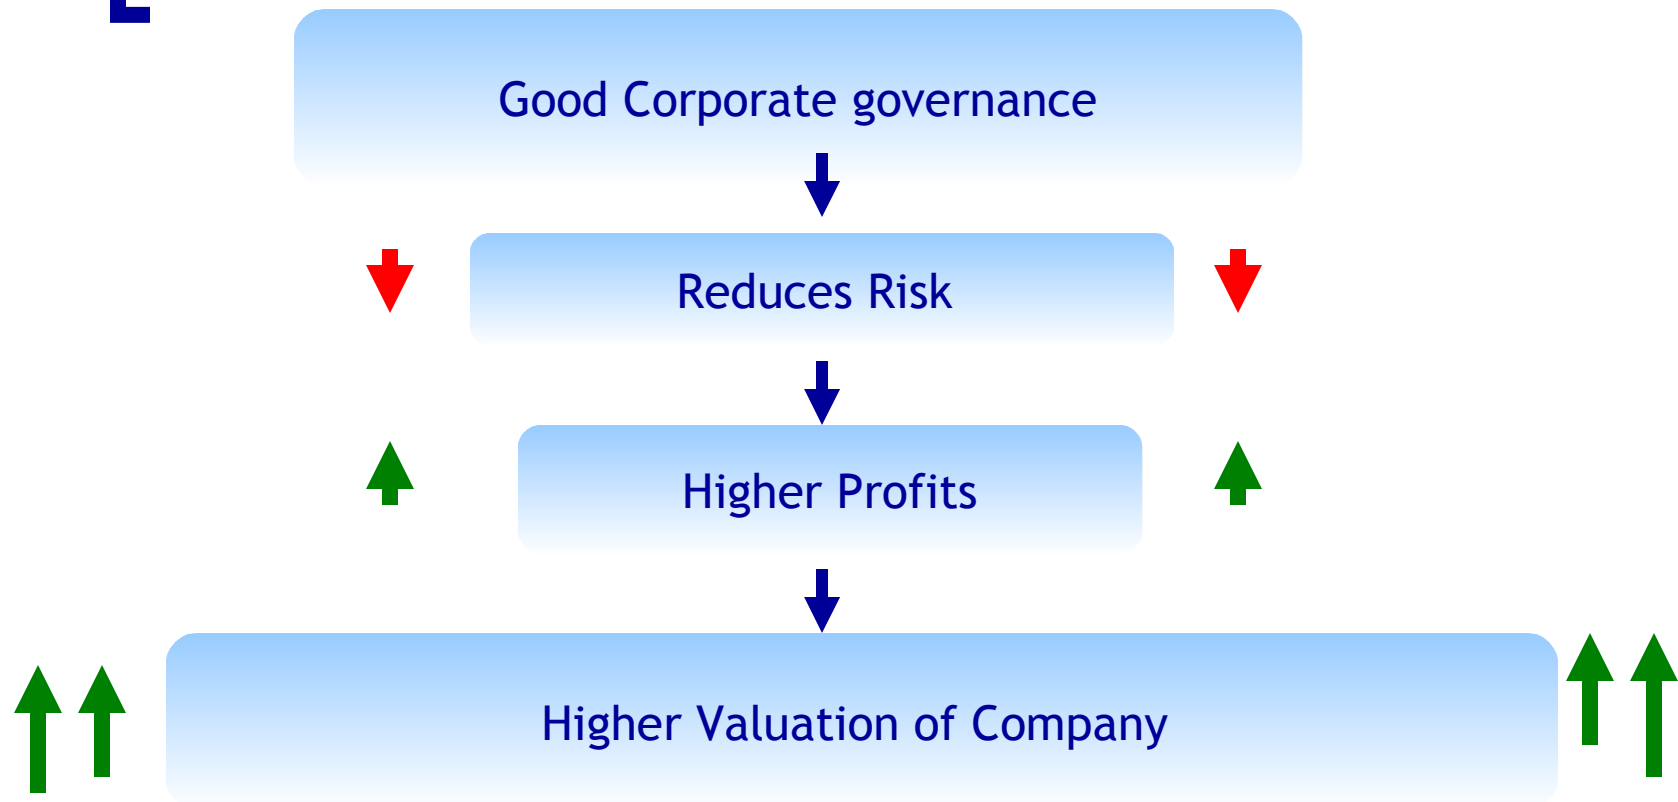 Good Corporate governance
Reduces Risk
Higher Profits
Higher Valuation of Company